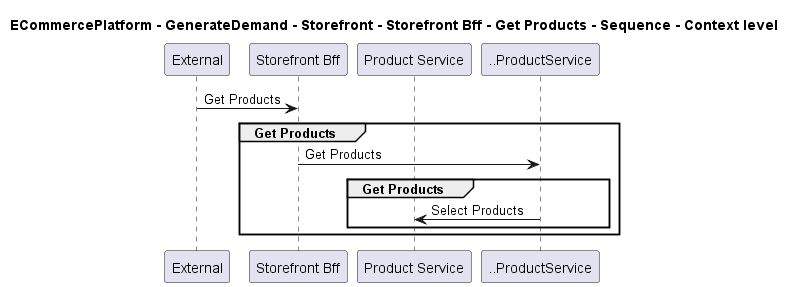 ECommercePlatform - GenerateDemand - Storefront - Storefront Bff - Get Products - Sequence - Context level
External
Storefront Bff
Product Service
..ProductService
Get Products
Get Products
Get Products
Get Products
Select Products
External
Storefront Bff
Product Service
..ProductService